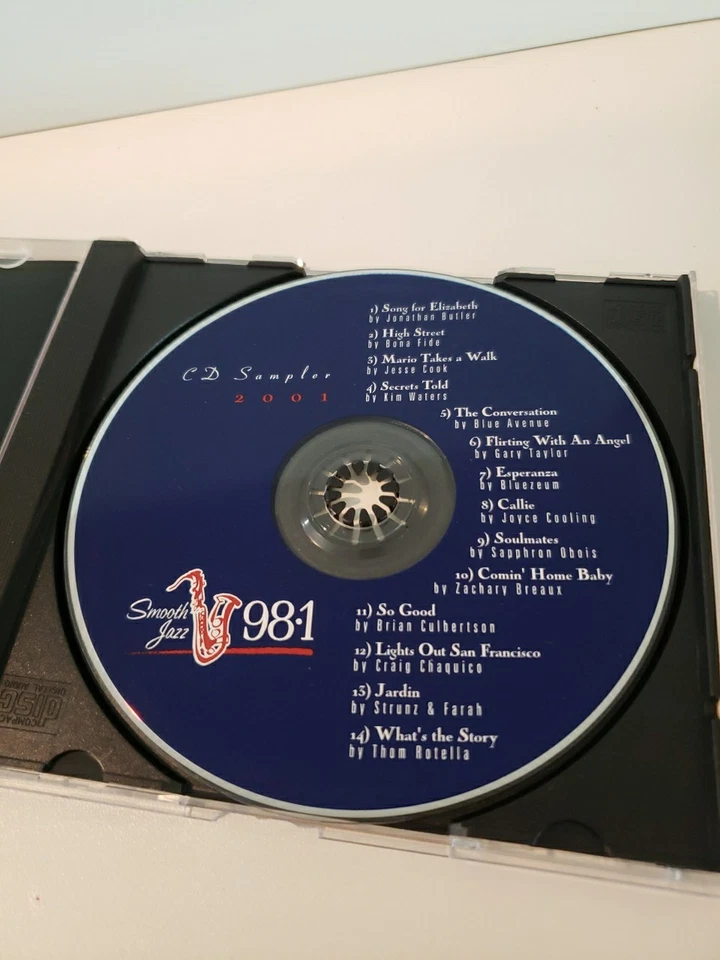 CD Sampler
2001
1) Song for Elizabeth
by Jonathan Butler
2) High Street
by Bona Fide
3) Mario Takes a Walk
by Jesse Cook
4) Secrets Told
by Kim Waters
5) The Conversation
by Blue Avenue
6) Flirting With An Angel
by Gary Taylor
7) Esperanza
by Bluezeum
8) Callie
by Joyce Cooling
9) Soulmates
by Sapphron Obois
10) Comin' Home Baby
by Zachary Breaux
11) So Good
by Brian Culbertson
12) Lights Out San Francisco
by Craig Chaquico
13) Jardin
by Strunz & Farah
14) What's the Story
by Thom Rotella
Smooth
Jazz
98.1
COMPACT
disc
DIGITAL AUDIO